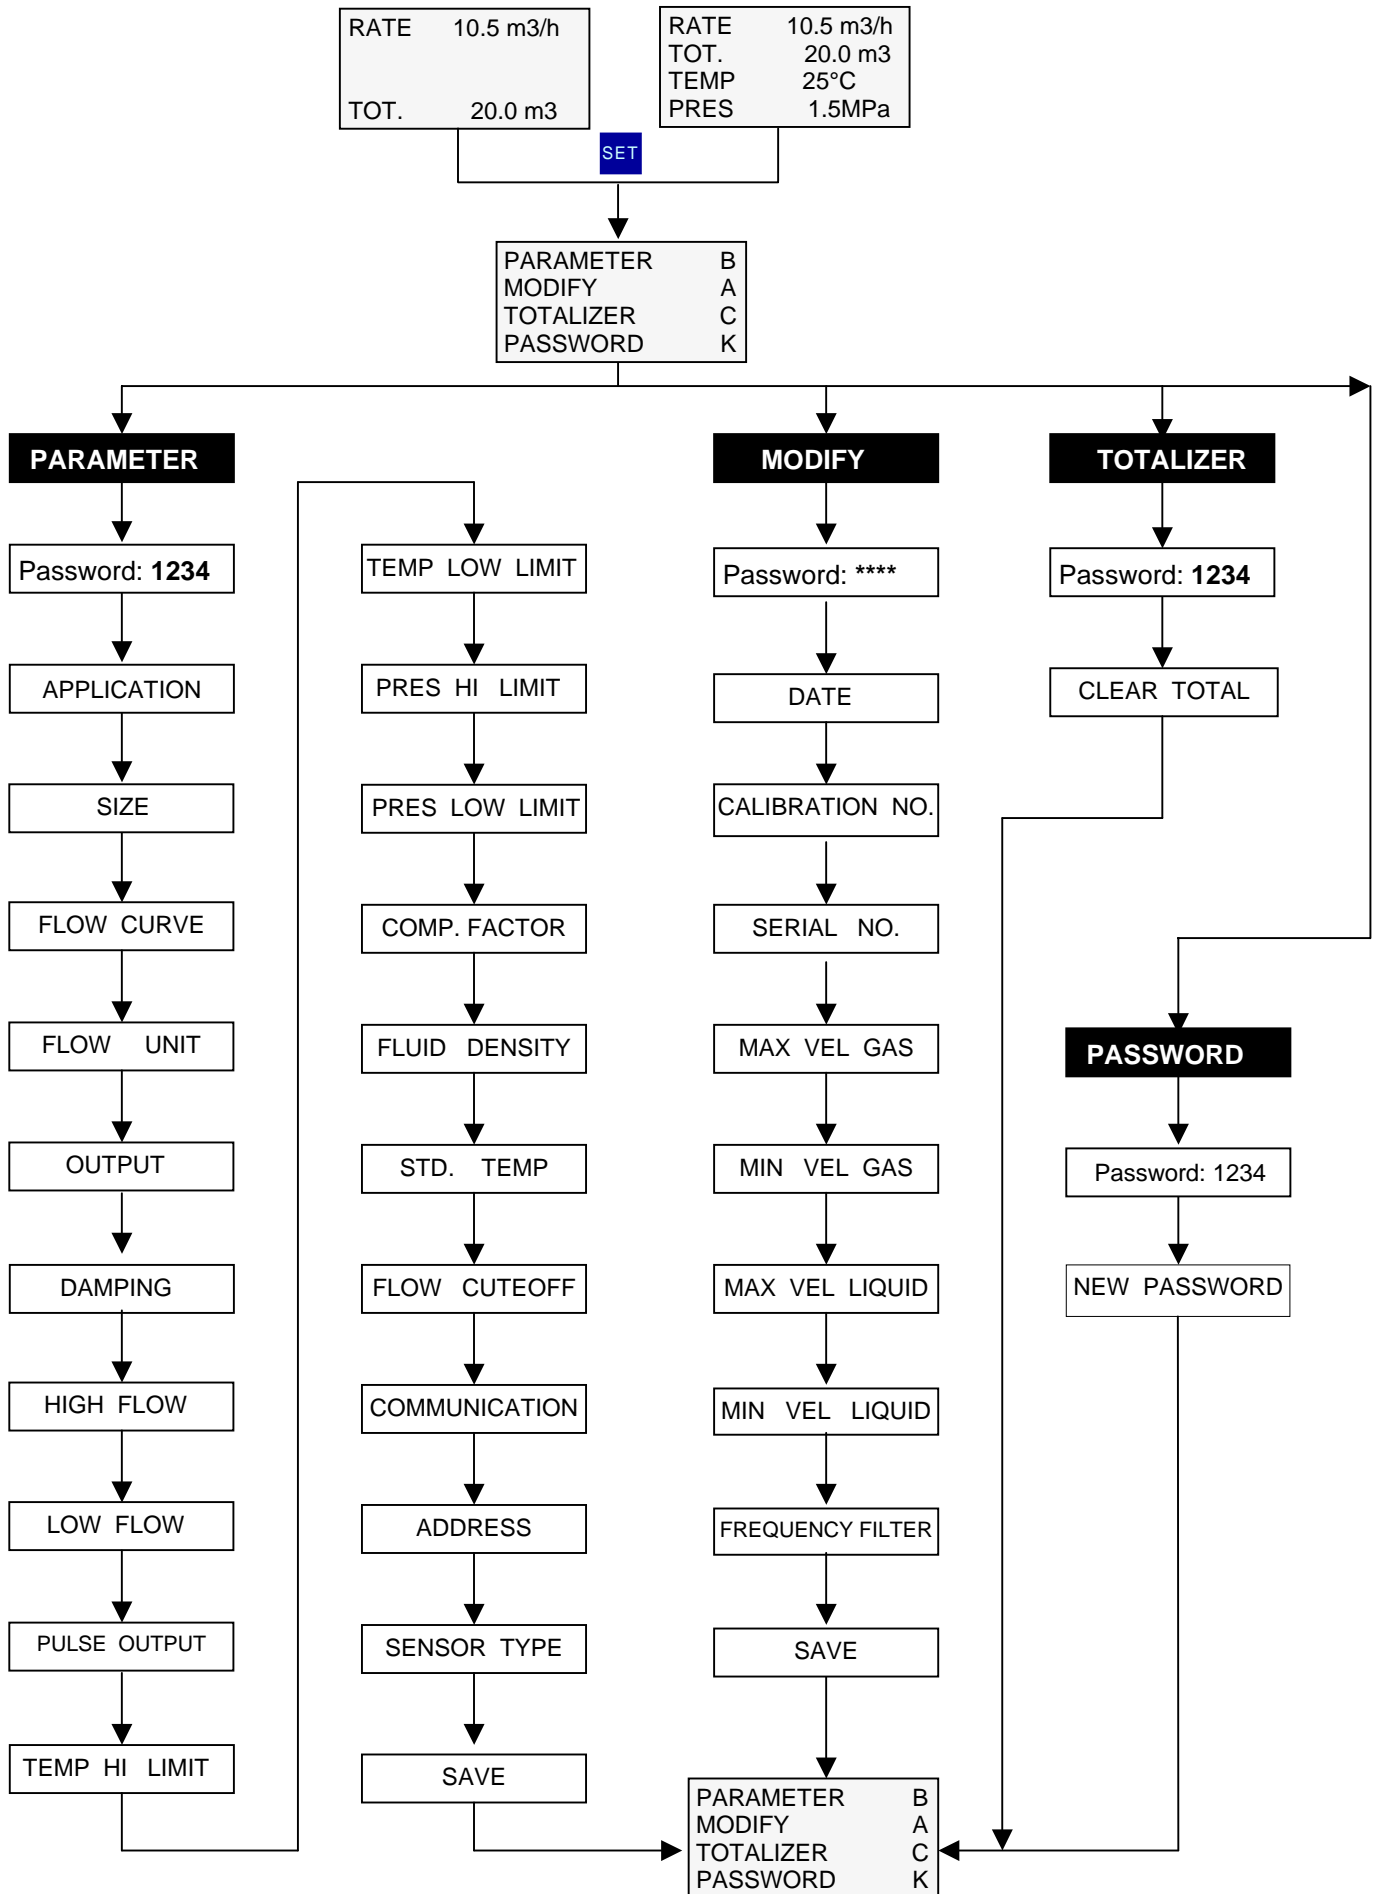 RATE 10.5 m3/h
TOT. 20.0 m3
RATE 10.5 m3/h
TOT. 20.0 m3
TEMP 25°C
PRES 1.5MPa
SET
PARAMETER B
MODIFY A
TOTALIZER C
PASSWORD K
PARAMETER
Password: 1234
APPLICATION
SIZE
FLOW CURVE
FLOW UNIT
OUTPUT
DAMPING
HIGH FLOW
LOW FLOW
PULSE OUTPUT
TEMP HI LIMIT
TEMP LOW LIMIT
PRES HI LIMIT
PRES LOW LIMIT
COMP. FACTOR
FLUID DENSITY
STD. TEMP
FLOW CUTEOFF
COMMUNICATION
ADDRESS
SENSOR TYPE
SAVE
MODIFY
Password: ****
DATE
CALIBRATION NO.
SERIAL NO.
MAX VEL GAS
MIN VEL GAS
MAX VEL LIQUID
MIN VEL LIQUID
FREQUENCY FILTER
SAVE
TOTALIZER
Password: 1234
CLEAR TOTAL
PASSWORD
Password: 1234
NEW PASSWORD
PARAMETER B
MODIFY A
TOTALIZER C
PASSWORD K